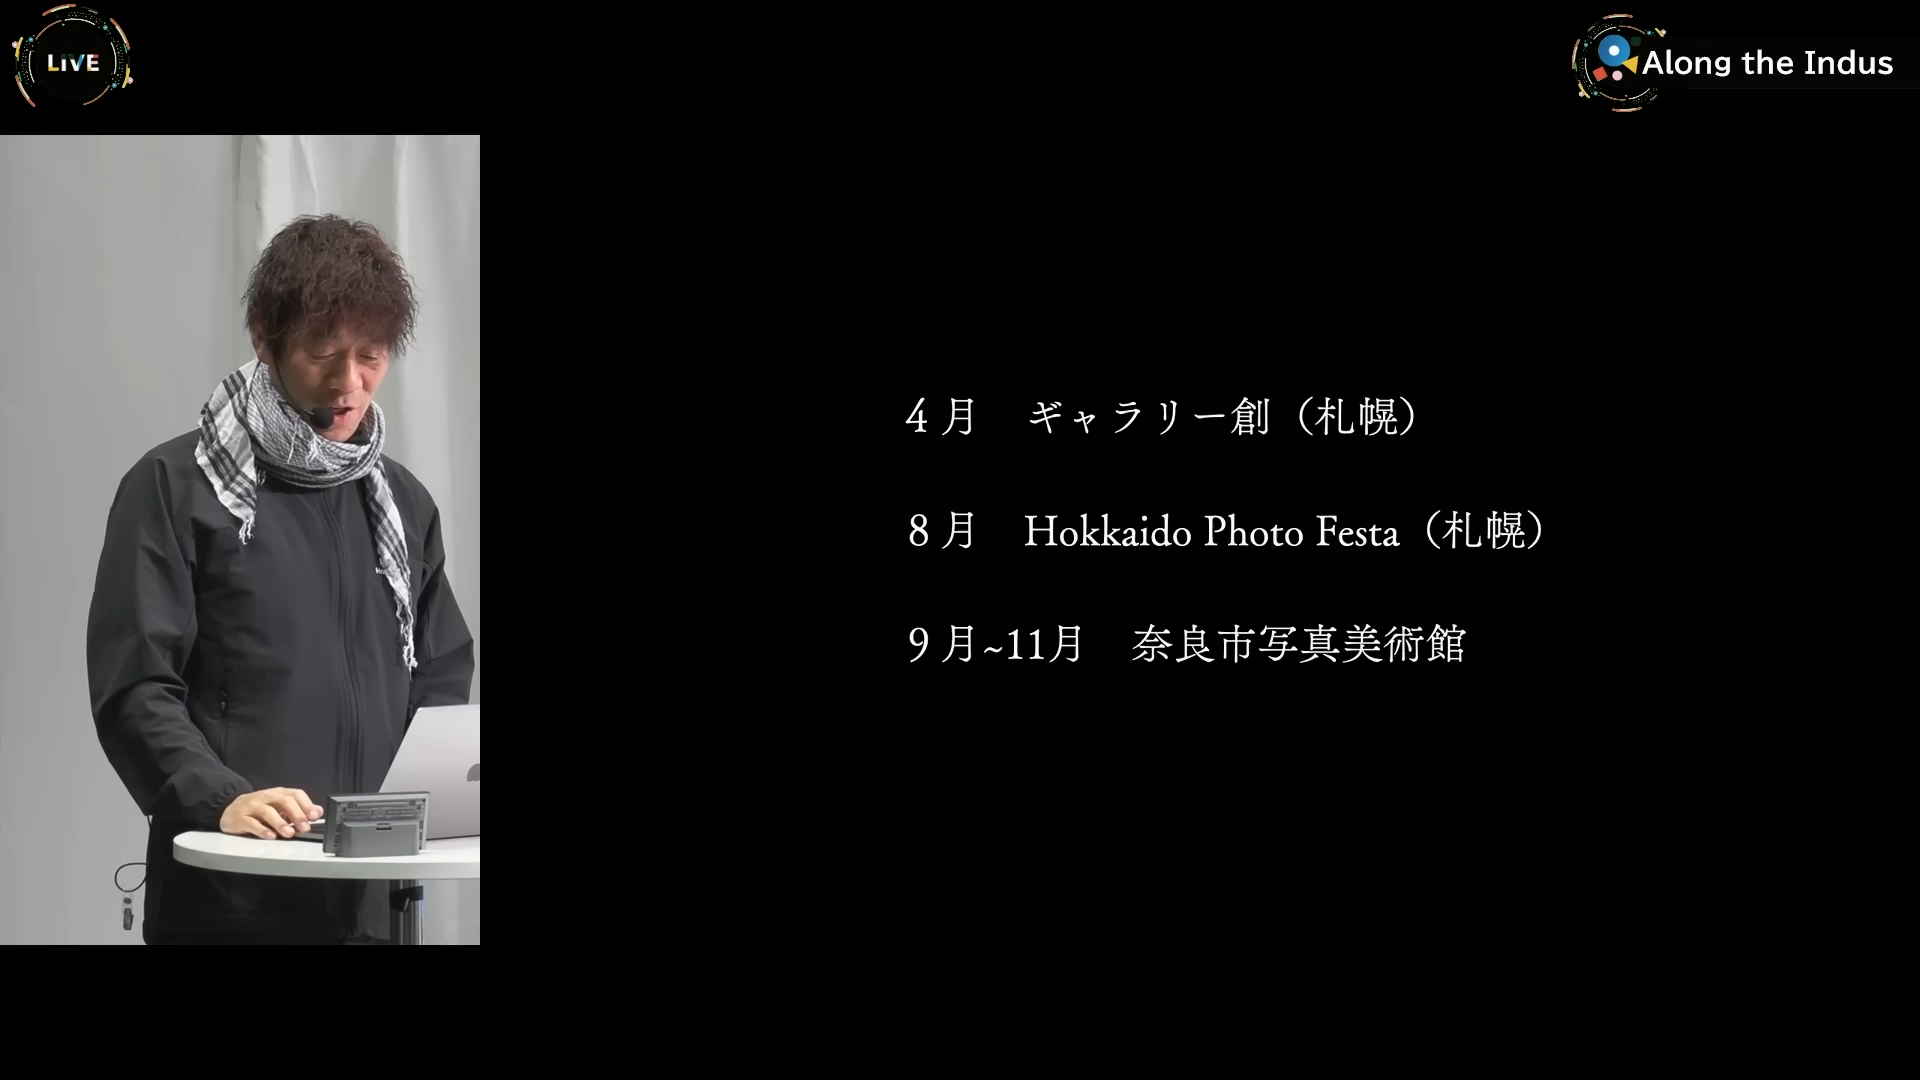 LIVE
Along the Indus
4月　ギャラリー創（札幌）
8月　Hokkaido Photo Festa（札幌）
9月~11月　奈良市写真美術館